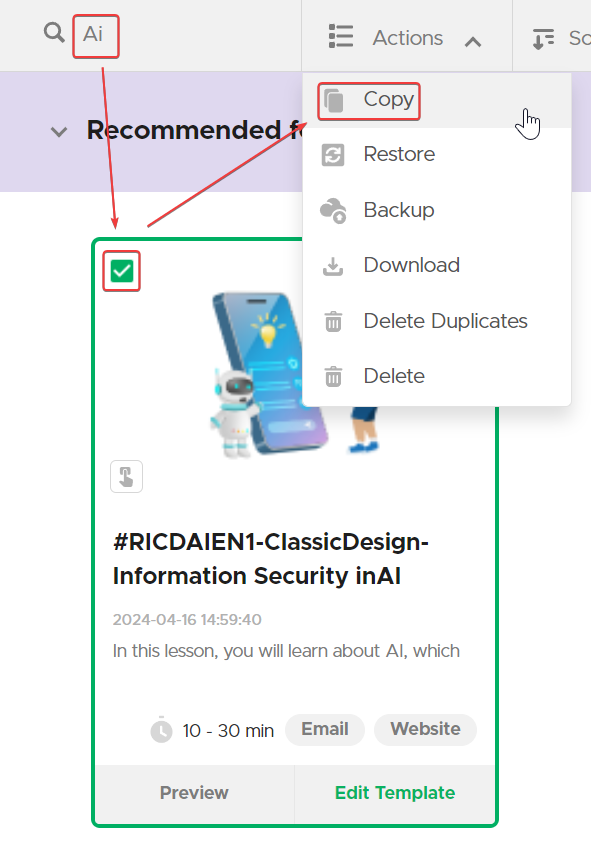 Ai
Actions
Recommended
Copy
Restore
Backup
Download
Delete Duplicates
Delete
#RICDAIEN1-ClassicDesign-
Information Security inAI
2024-04-16 14:59:40
In this lesson, you will learn about AI, which
10 - 30 min
Email
Website
Preview
Edit Template